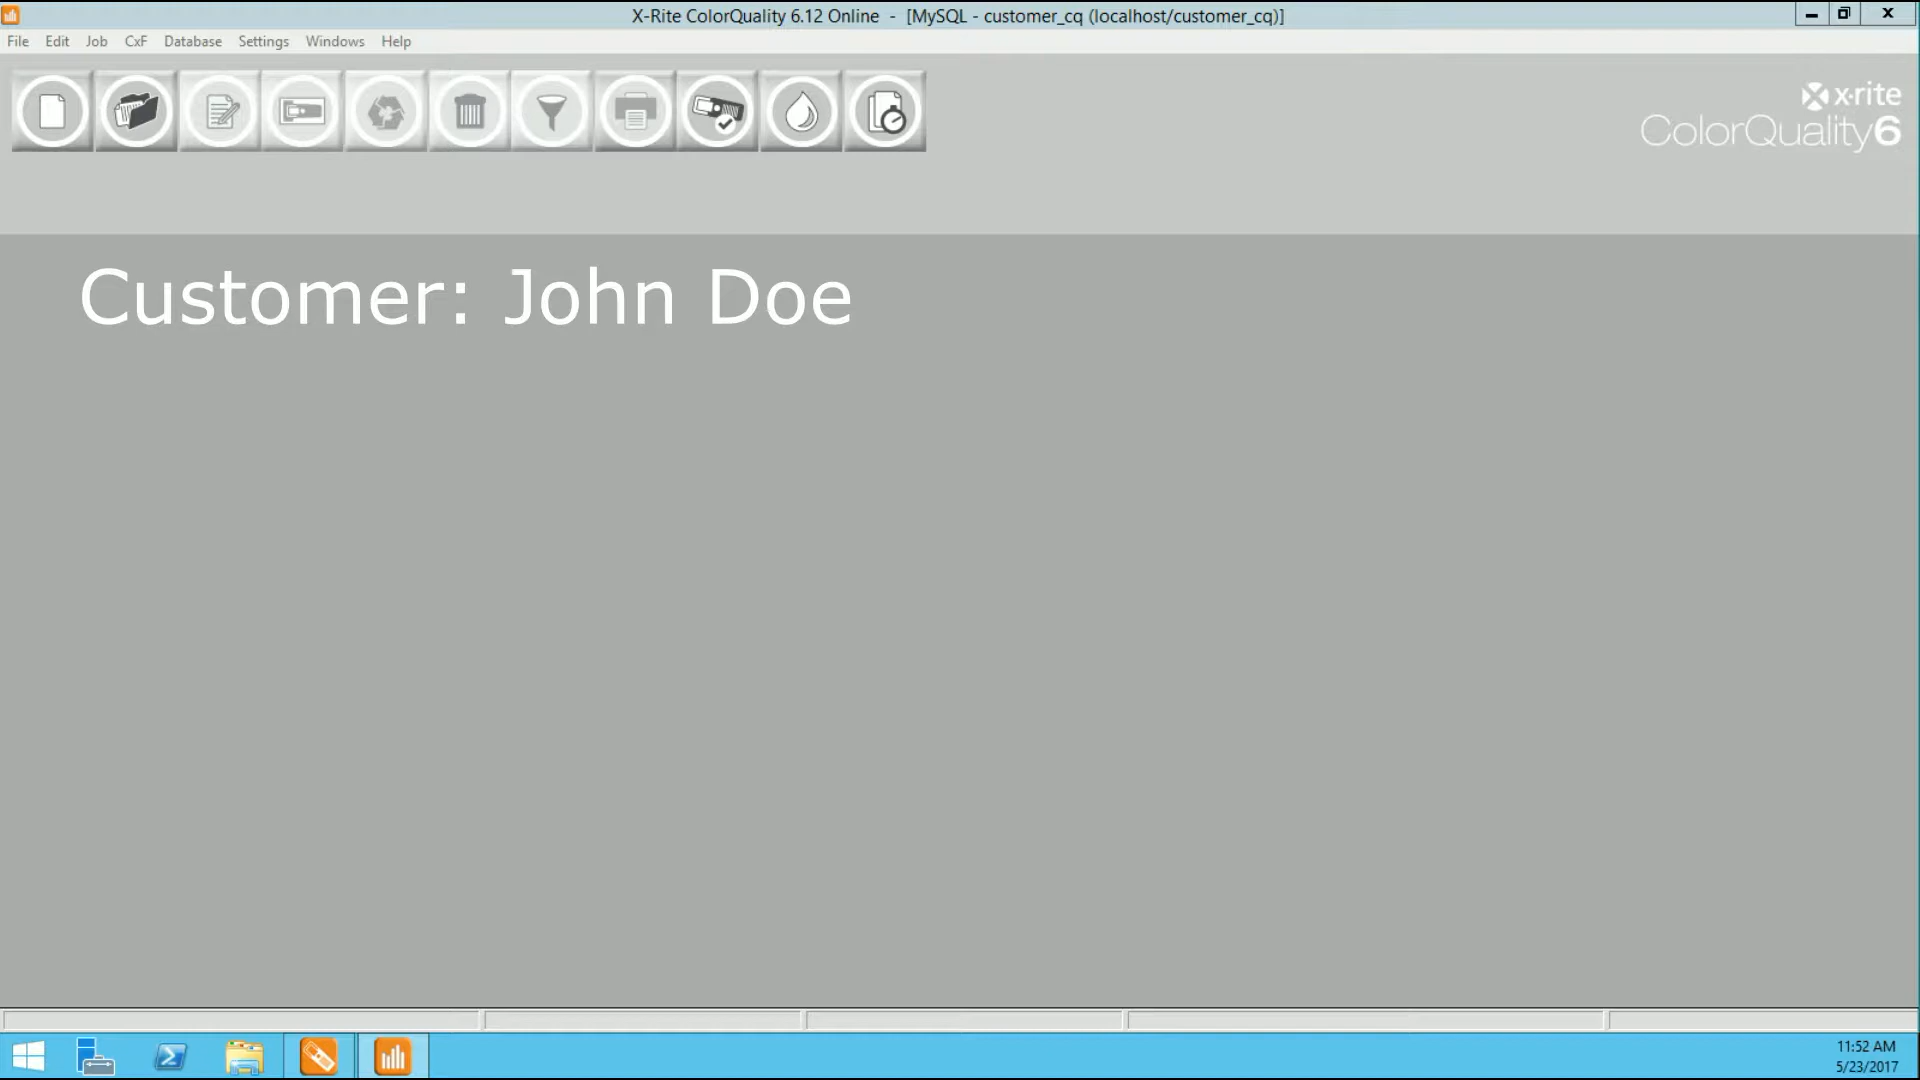 X-Rite ColorQuality 6.12 Online - [MySQL - customer_cq (localhost/customer_cq)]
File Edit Job CxF Database Settings Windows Help
x·rite
ColorQuality6
Customer: John Doe
11:52 AM
5/23/2017